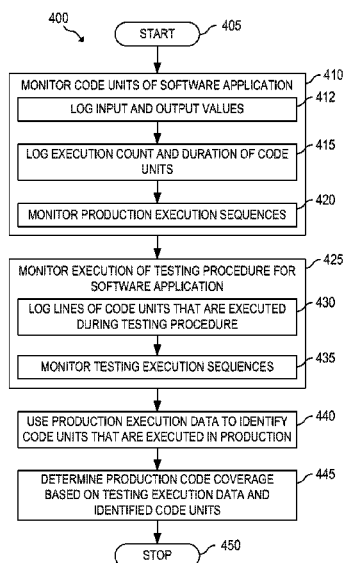 400
START
405
MONITOR CODE UNITS OF SOFTWARE APPLICATION
410
LOG INPUT AND OUTPUT VALUES
412
LOG EXECUTION COUNT AND DURATION OF CODE
UNITS
415
MONITOR PRODUCTION EXECUTION SEQUENCES
420
MONITOR EXECUTION OF TESTING PROCEDURE FOR
SOFTWARE APPLICATION
425
LOG LINES OF CODE UNITS THAT ARE EXECUTED
DURING TESTING PROCEDURE
430
MONITOR TESTING EXECUTION SEQUENCES
435
USE PRODUCTION EXECUTION DATA TO IDENTIFY
CODE UNITS THAT ARE EXECUTED IN PRODUCTION
440
DETERMINE PRODUCTION CODE COVERAGE
BASED ON TESTING EXECUTION DATA AND
IDENTIFIED CODE UNITS
445
STOP
450